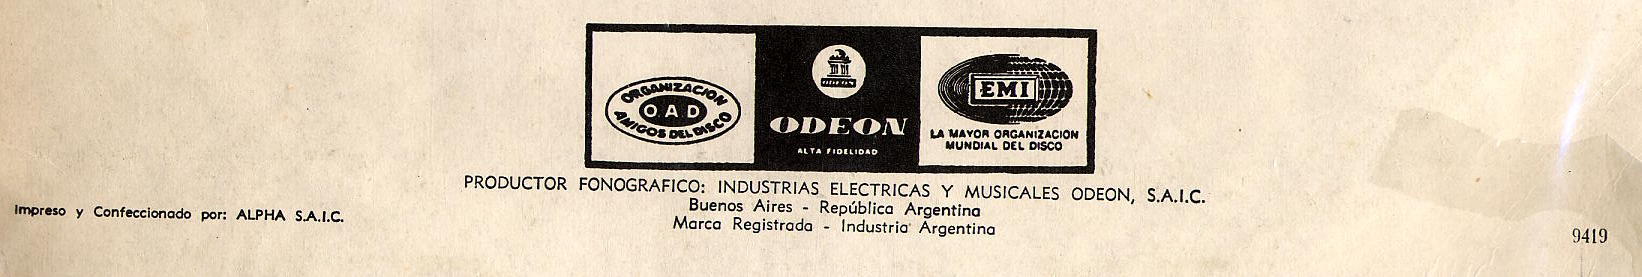 ORGANIZACION
O.A.D
AMIGOS DEL DISCO
ODEON
ODEON
ALTA FIDELIDAD
EMI
LA MAYOR ORGANIZACION
MUNDIAL DEL DISCO
PRODUCTOR FONOGRAFICO: INDUSTRIAS ELECTRICAS Y MUSICALES ODEON, S.A.I.C.
Buenos Aires - República Argentina
Marca Registrada - Industria Argentina
Impreso y Confeccionado por: ALPHA S.A.I.C.
9419